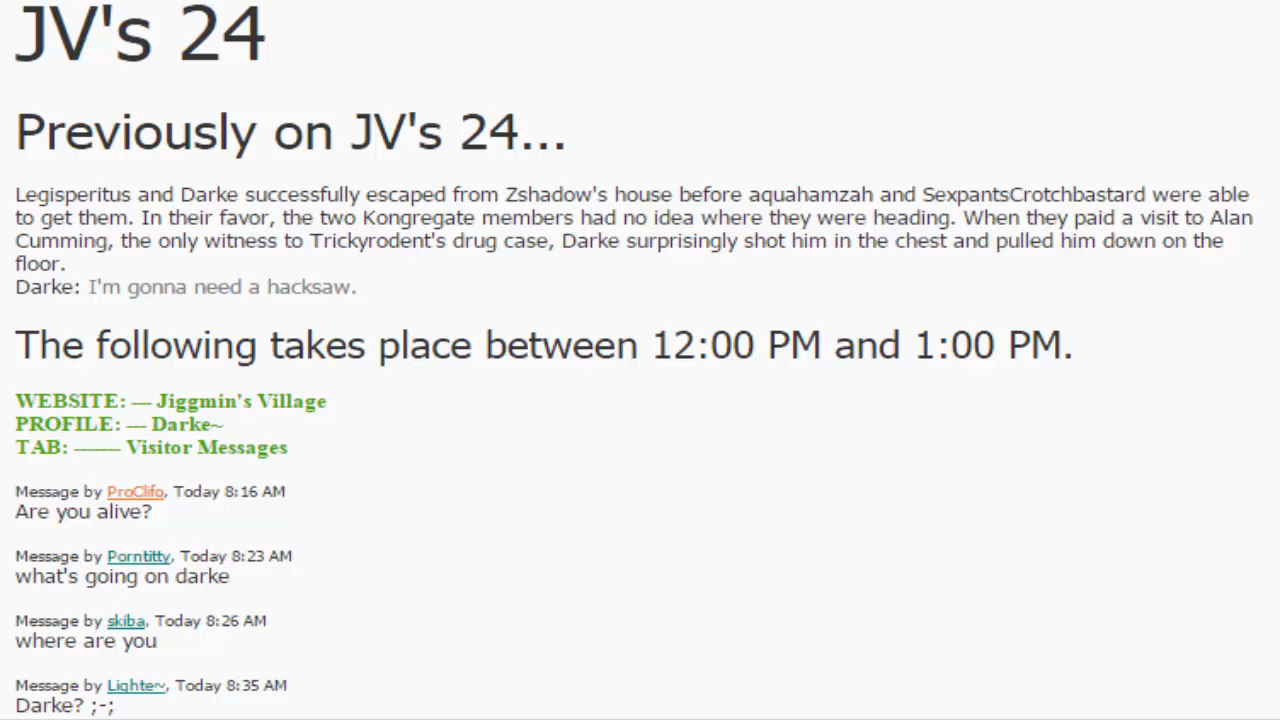 JV's 24
Previously on JV's 24...
Legisperitus and Darke successfully escaped from Zshadow's house before aquahamzah and SexpantsCrotchbastard were able
to get them. In their favor, the two Kongregate members had no idea where they were heading. When they paid a visit to Alan
Cumming, the only witness to Trickyrodent's drug case, Darke surprisingly shot him in the chest and pulled him down on the
floor.
Darke: I'm gonna need a hacksaw.
The following takes place between 12:00 PM and 1:00 PM.
WEBSITE: — Jiggmin's Village
PROFILE: — Darke~
TAB: —— Visitor Messages
Message by ProClifo, Today 8:16 AM
Are you alive?
Message by Porntitty, Today 8:23 AM
what's going on darke
Message by skiba, Today 8:26 AM
where are you
Message by Lighte~, Today 8:35 AM
Darke? ;-;